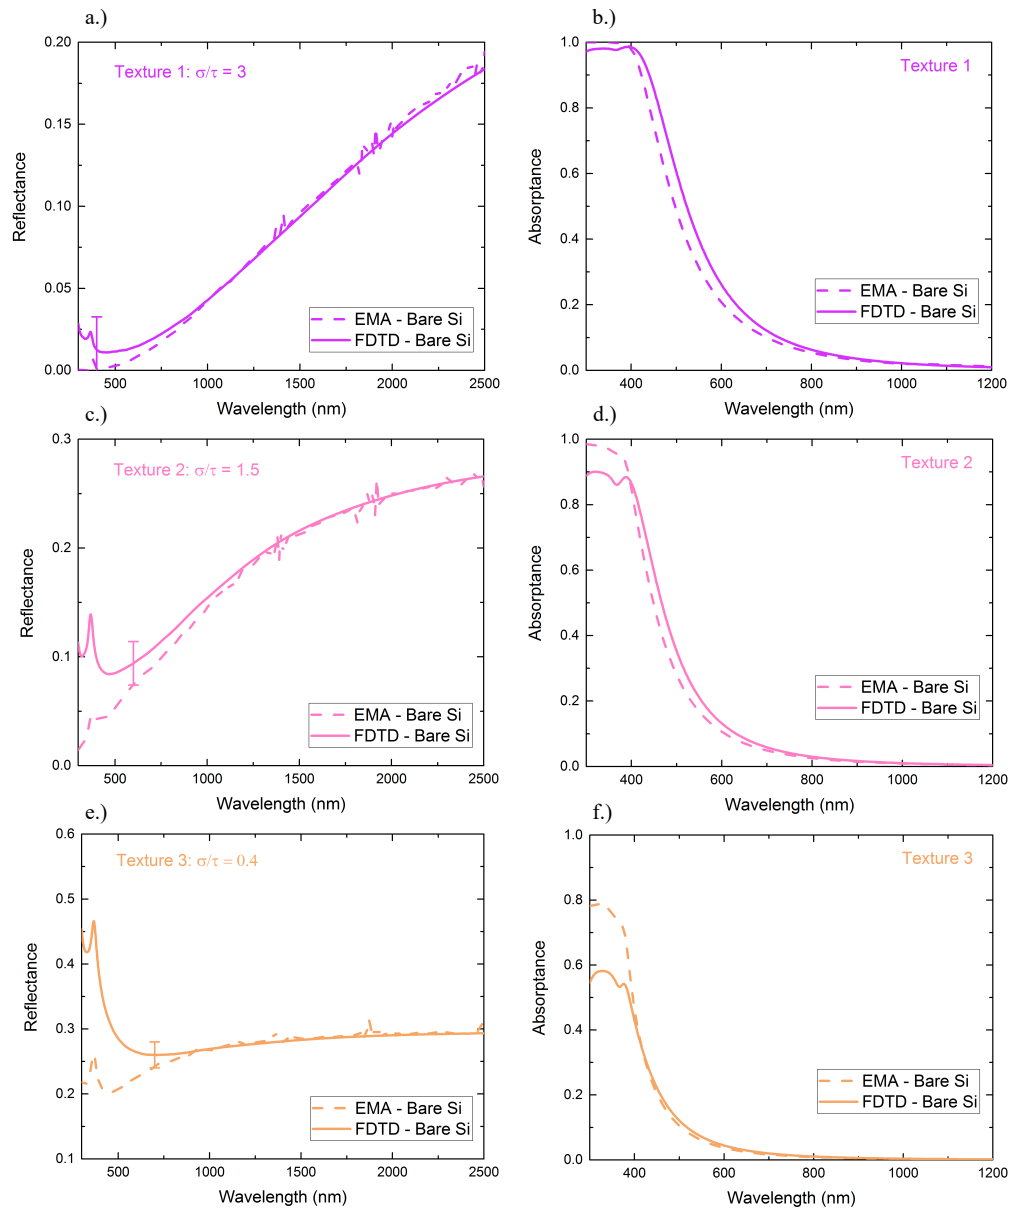 a.)
0.20
0.15
0.10
0.05
0.00
500
1000
1500
2000
2500
Reflectance
Wavelength (nm)
Texture 1: σ/τ = 3
EMA - Bare Si
FDTD - Bare Si
b.)
1.0
0.8
0.6
0.4
0.2
0.0
400
600
800
1000
1200
Absorptance
Wavelength (nm)
Texture 1
EMA - Bare Si
FDTD - Bare Si
c.)
0.3
0.2
0.1
0.0
500
1000
1500
2000
2500
Reflectance
Wavelength (nm)
Texture 2: σ/τ = 1.5
EMA - Bare Si
FDTD - Bare Si
d.)
1.0
0.8
0.6
0.4
0.2
0.0
400
600
800
1000
1200
Absorptance
Wavelength (nm)
Texture 2
EMA - Bare Si
FDTD - Bare Si
e.)
0.6
0.5
0.4
0.3
0.2
0.1
500
1000
1500
2000
2500
Reflectance
Wavelength (nm)
Texture 3: σ/τ = 0.4
EMA - Bare Si
FDTD - Bare Si
f.)
1.0
0.8
0.6
0.4
0.2
0.0
400
600
800
1000
1200
Absorptance
Wavelength (nm)
Texture 3
EMA - Bare Si
FDTD - Bare Si